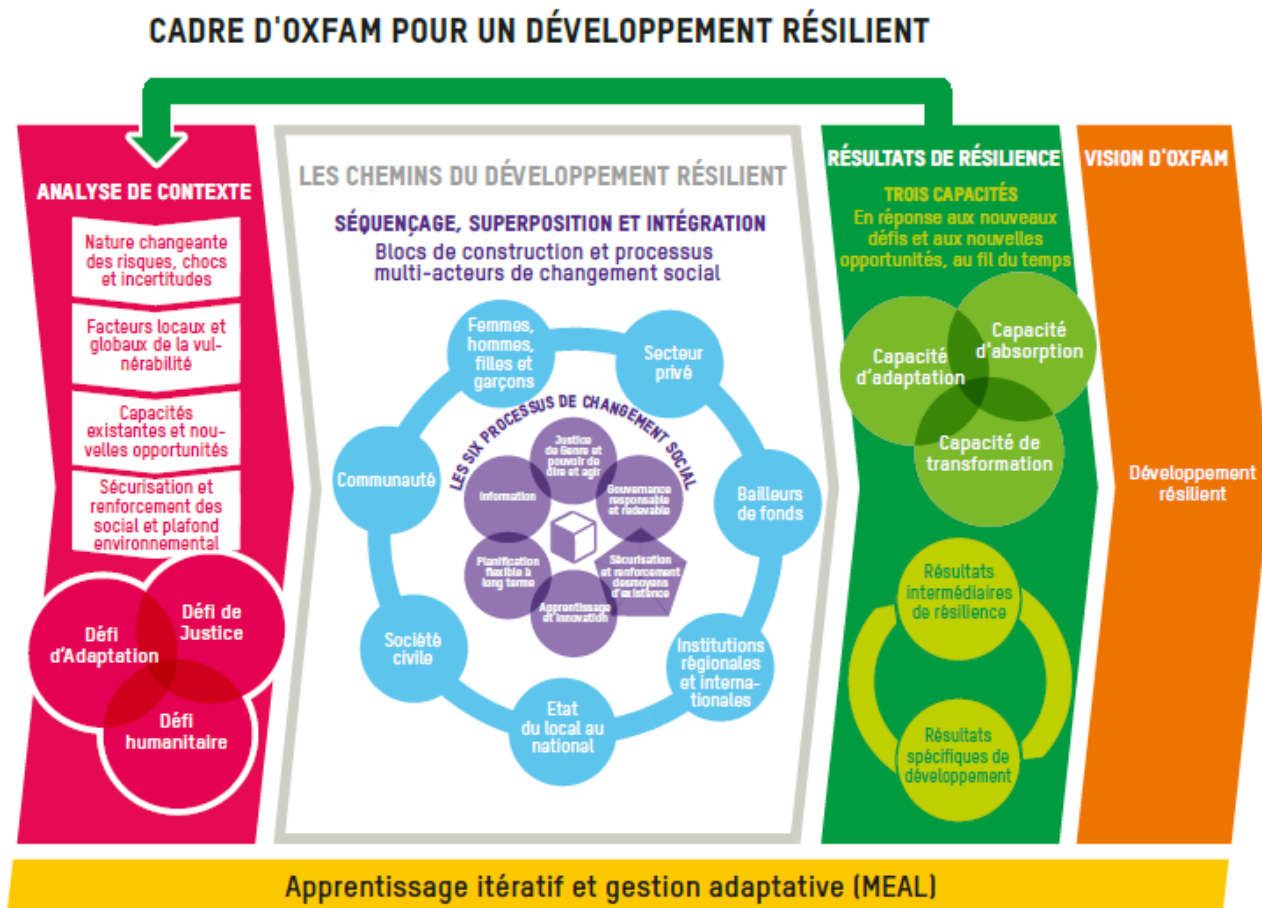 CADRE D'OXFAM POUR UN DÉVELOPPEMENT RÉSILIENT
ANALYSE DE CONTEXTE
Nature changeante
des risques, chocs
et incertitudes
Facteurs locaux et
globaux de la vul-
nérabilité
Capacités
existantes et nou-
velles opportunités
Sécurisation et
renforcement des
social et plafond
environnemental
Défi
d'Adaptation
Défi de
Justice
Défi
humanitaire
LES CHEMINS DU DÉVELOPPEMENT RÉSILIENT
SÉQUENÇAGE, SUPERPOSITION ET INTÉGRATION
Blocs de construction et processus
multi-acteurs de changement social
Femmes,
hommes,
filles et
garçons
Secteur
privé
Bailleurs
de fonds
Institutions
régionales
et interna-
tionales
Etat
du local au
national
Société
civile
Communauté
LES SIX PROCESSUS DE CHANGEMENT SOCIAL
Justice
de Genre et
pouvoir de
dire et agir
Gouvernance
responsable
et redevable
Sécurisation
et renforcement
desmoyens
d'existence
Apprentissage
et innovation
Planification
flexible à
long terme
Information
RÉSULTATS DE RÉSILIENCE
TROIS CAPACITÉS
En réponse aux nouveaux
défis et aux nouvelles
opportunités, au fil du temps
Capacité
d'adaptation
Capacité
d'absorption
Capacité de
transformation
Résultats
intermédiaires
de résilience
Résultats
spécifiques de
développement
VISION D'OXFAM
Développement
résilient
Apprentissage itératif et gestion adaptative (MEAL)